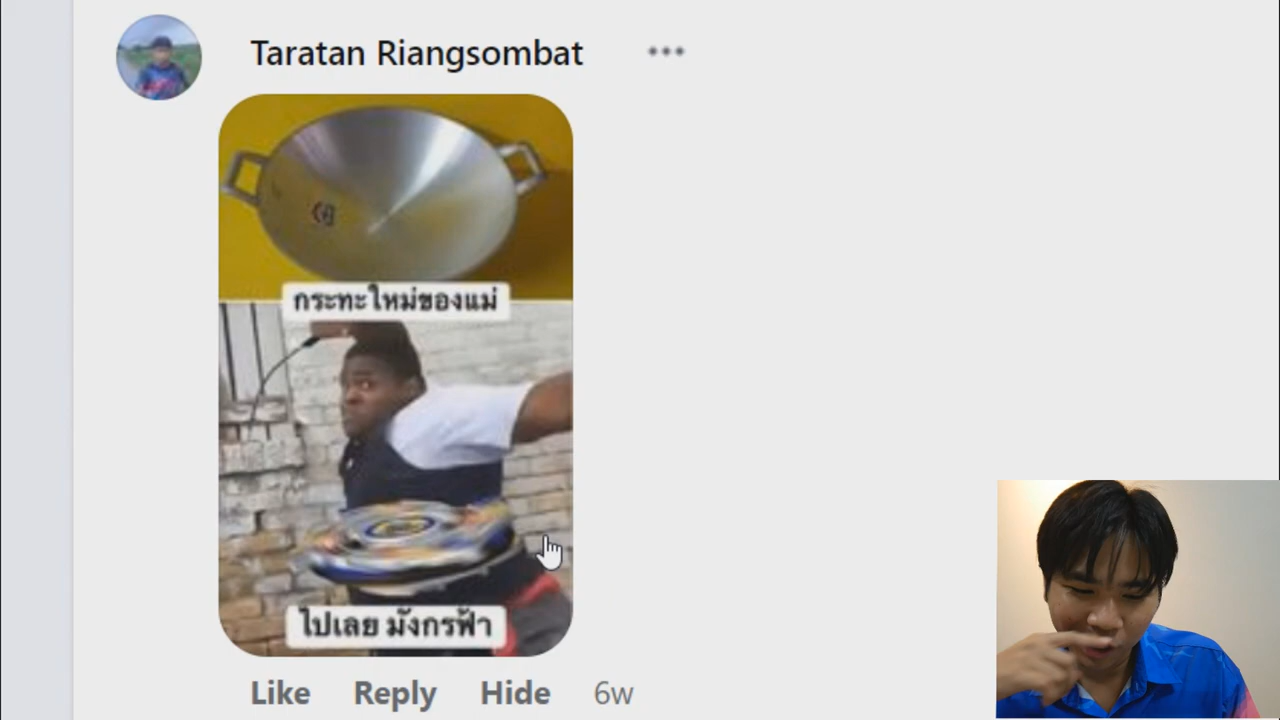 Taratan Riangsombat
กระทะใหม่ของแม่
ไปเลย มังกรฟ้า
Like Reply Hide 6w